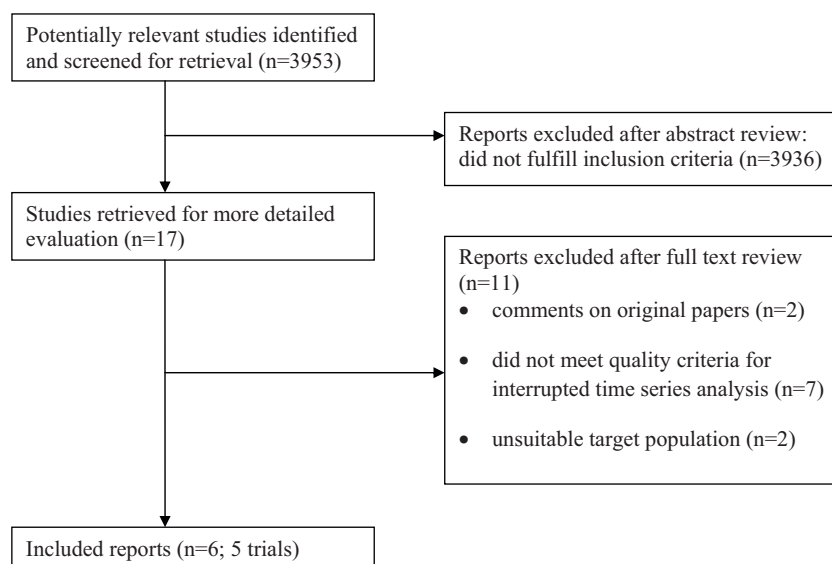 Potentially relevant studies identified
and screened for retrieval (n=3953)
Reports excluded after abstract review:
did not fulfill inclusion criteria (n=3936)
Studies retrieved for more detailed
evaluation (n=17)
Reports excluded after full text review
(n=11)
• comments on original papers (n=2)
• did not meet quality criteria for
interrupted time series analysis (n=7)
• unsuitable target population (n=2)
Included reports (n=6; 5 trials)